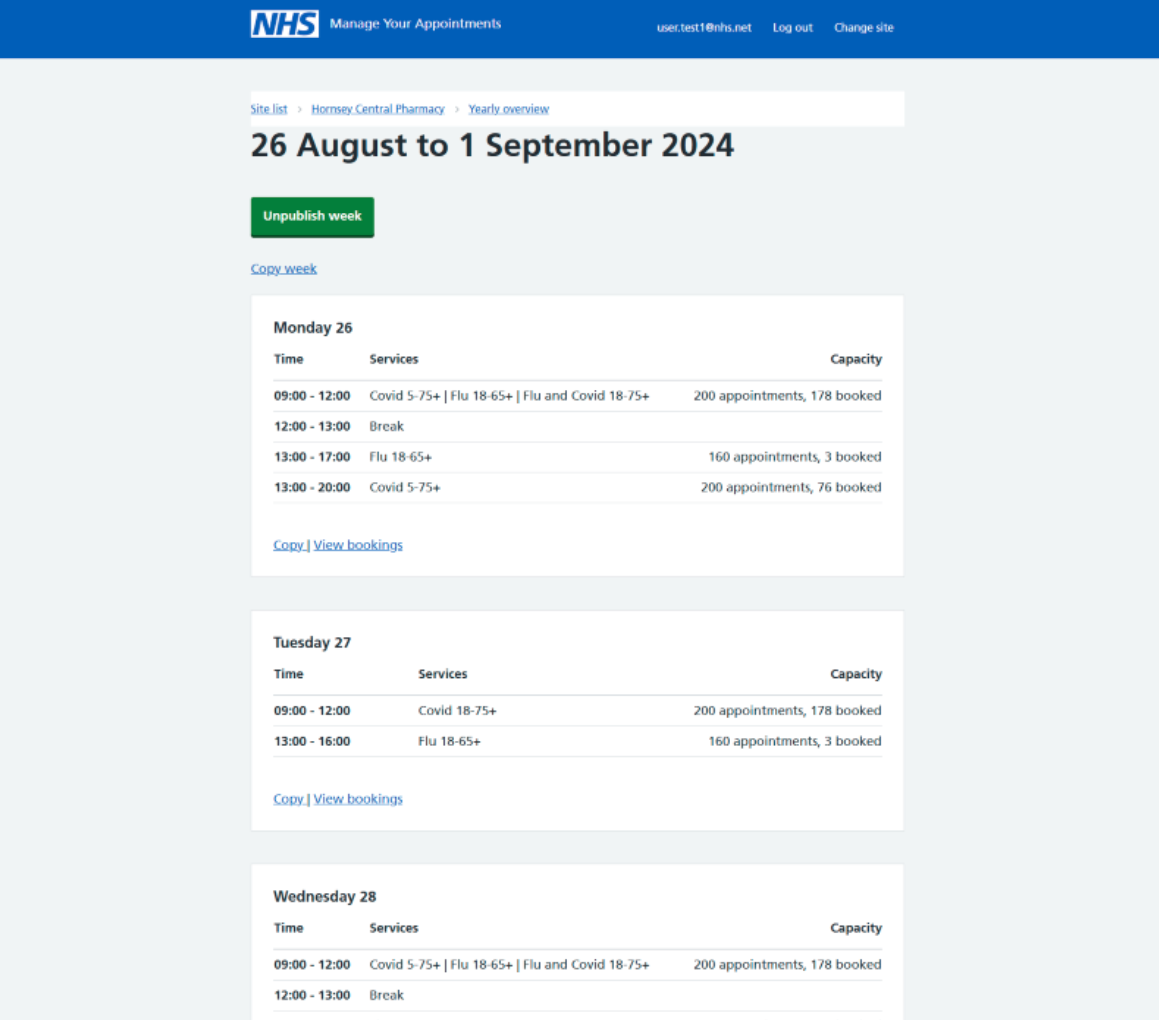 NHS Manage Your Appointments user.test1@nhs.net Log out Change site
Site list > Hornsey Central Pharmacy > Yearly overview
26 August to 1 September 2024
Unpublish week
Copy week
Monday 26
Time Services Capacity
09:00 - 12:00 Covid 5-75+ | Flu 18-65+ | Flu and Covid 18-75+ 200 appointments, 178 booked
12:00 - 13:00 Break
13:00 - 17:00 Flu 18-65+ 160 appointments, 3 booked
13:00 - 20:00 Covid 5-75+ 200 appointments, 76 booked
Copy | View bookings
Tuesday 27
Time Services Capacity
09:00 - 12:00 Covid 18-75+ 200 appointments, 178 booked
13:00 - 16:00 Flu 18-65+ 160 appointments, 3 booked
Copy | View bookings
Wednesday 28
Time Services Capacity
09:00 - 12:00 Covid 5-75+ | Flu 18-65+ | Flu and Covid 18-75+ 200 appointments, 178 booked
12:00 - 13:00 Break